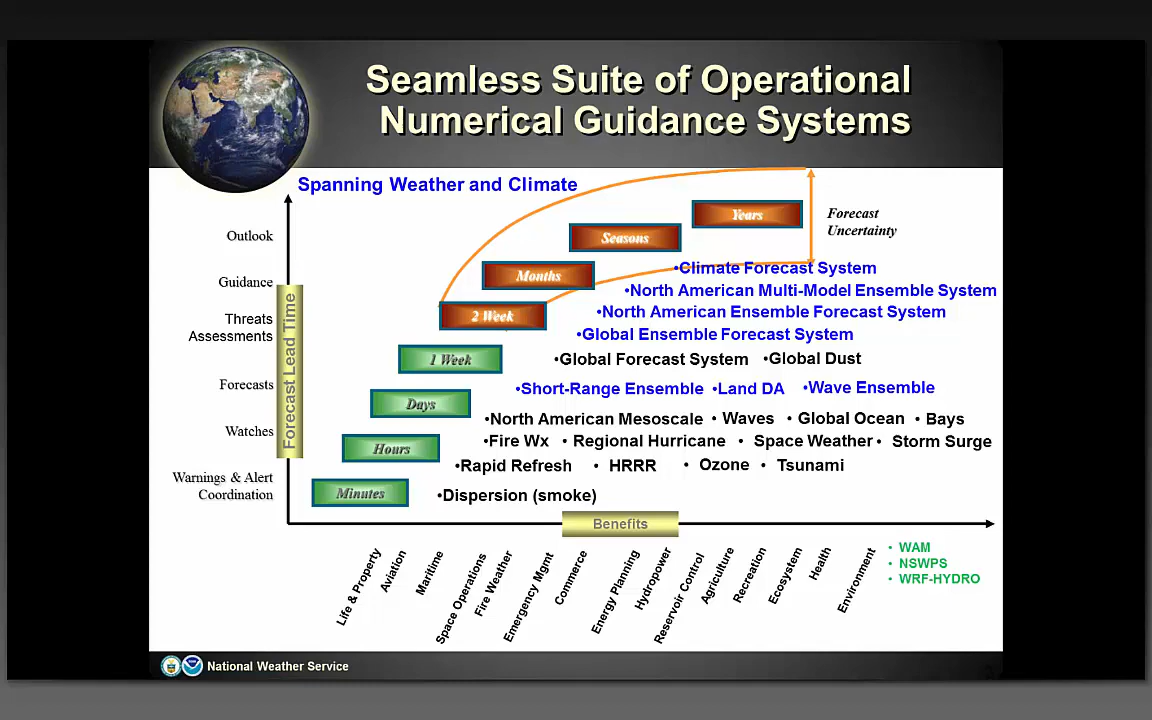 Seamless Suite of Operational
Numerical Guidance Systems
Spanning Weather and Climate
Years
Forecast
Uncertainty
Outlook
Seasons
•Climate Forecast System
Guidance
Months
•North American Multi-Model Ensemble System
Threats
Assessments
2 Week
•North American Ensemble Forecast System
•Global Ensemble Forecast System
1 Week
•Global Forecast System •Global Dust
Forecasts
•Short-Range Ensemble •Land DA •Wave Ensemble
Days
•North American Mesoscale • Waves • Global Ocean • Bays
Watches
•Fire Wx • Regional Hurricane • Space Weather • Storm Surge
Hours
•Rapid Refresh • HRRR • Ozone • Tsunami
Warnings & Alert
Coordination
Minutes
•Dispersion (smoke)
Forecast Lead Time
Benefits
Life & Property
Aviation
Maritime
Space Operations
Fire Weather
Emergency Mgmt
Commerce
Energy Planning
Hydropower
Reservoir Control
Agriculture
Recreation
Ecosystem
Health
Environment
• WAM
• NSWPS
• WRF-HYDRO
National Weather Service